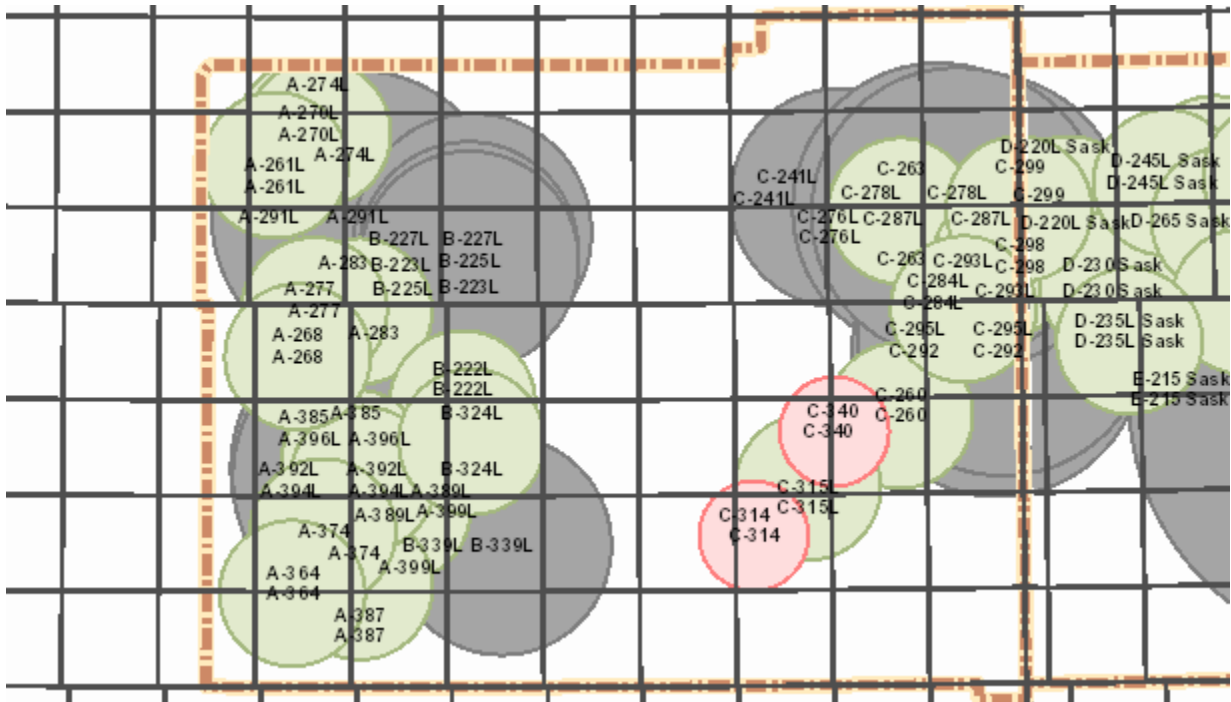 A-274L
A-270L
A-270L
A-274L
A-261L
A-261L
A-291L A-291L
B-227L B-227L
A-283 B-223L B-225L
A-277 B-225L B-223L
A-277
A-268 A-283
A-268
B-222L
B-222L
A-385 A-385 B-324L
A-396L A-396L
A-392L A-392L B-324L
A-394L A-394L A-389L
A-389L A-399L
A-374
A-374 B-339L B-339L
A-399L
A-364
A-364
A-387
A-387
C-241L
C-241L
C-263
C-278L C-278L
C-276L C-287L C-287L
C-276L
C-263 C-293L
C-284L C-293L
C-284L
C-295L C-295L
C-292 C-292
C-260
C-260
C-340
C-340
C-315L
C-315L
C-314
C-314
D-220L Sask
C-299
C-299
D-220L Sask
C-298
C-298
D-245L Sask
D-245L Sask
D-265 Sask
D-230 Sask
D-230 Sask
D-235L Sask
D-235L Sask
E-215 Sask
E-215 Sask